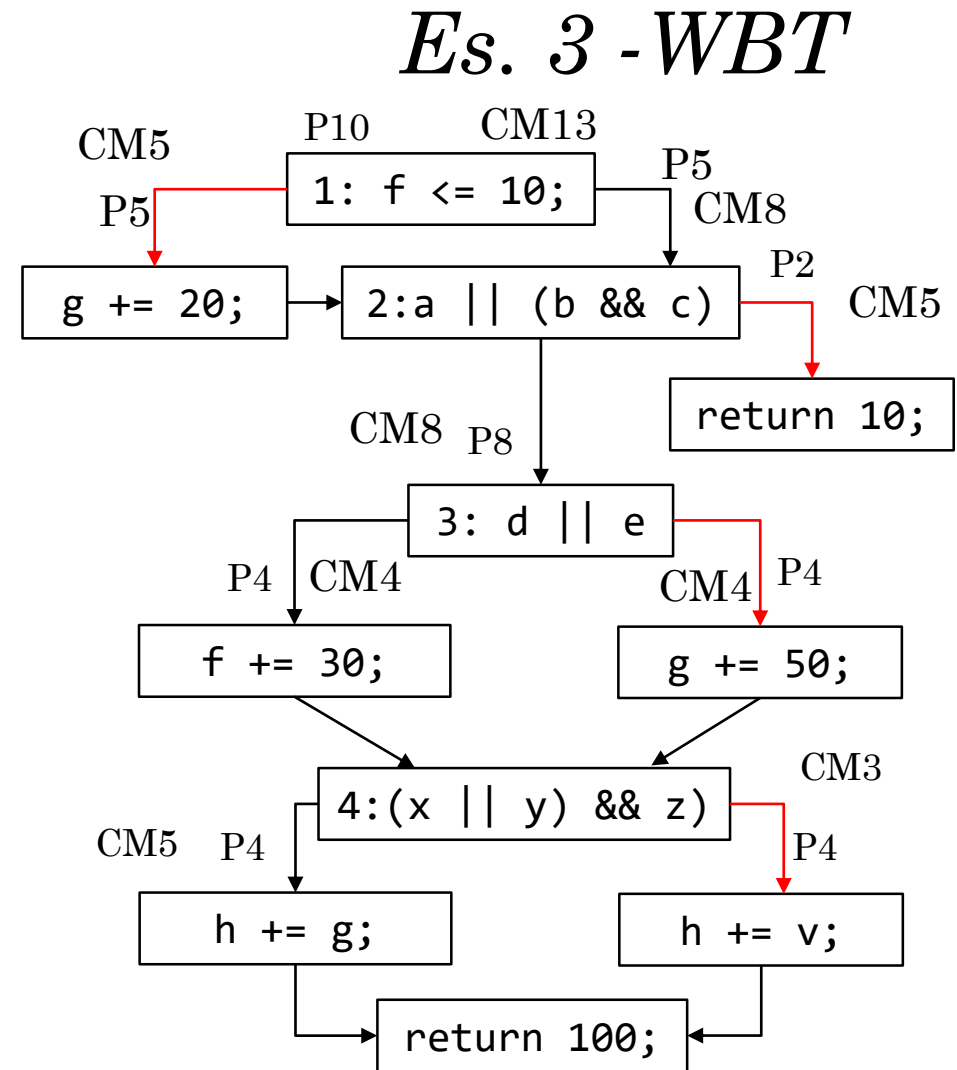 Es. 3 -WBT
P10 CM13
CM5
1: f <= 10;
P5
P5
CM8
g += 20;
2:a || (b && c)
P2
CM5
return 10;
CM8 P8
3: d || e
P4 CM4
CM4 P4
f += 30;
g += 50;
4:(x || y) && z)
CM3
CM5 P4
P4
h += g;
h += v;
return 100;